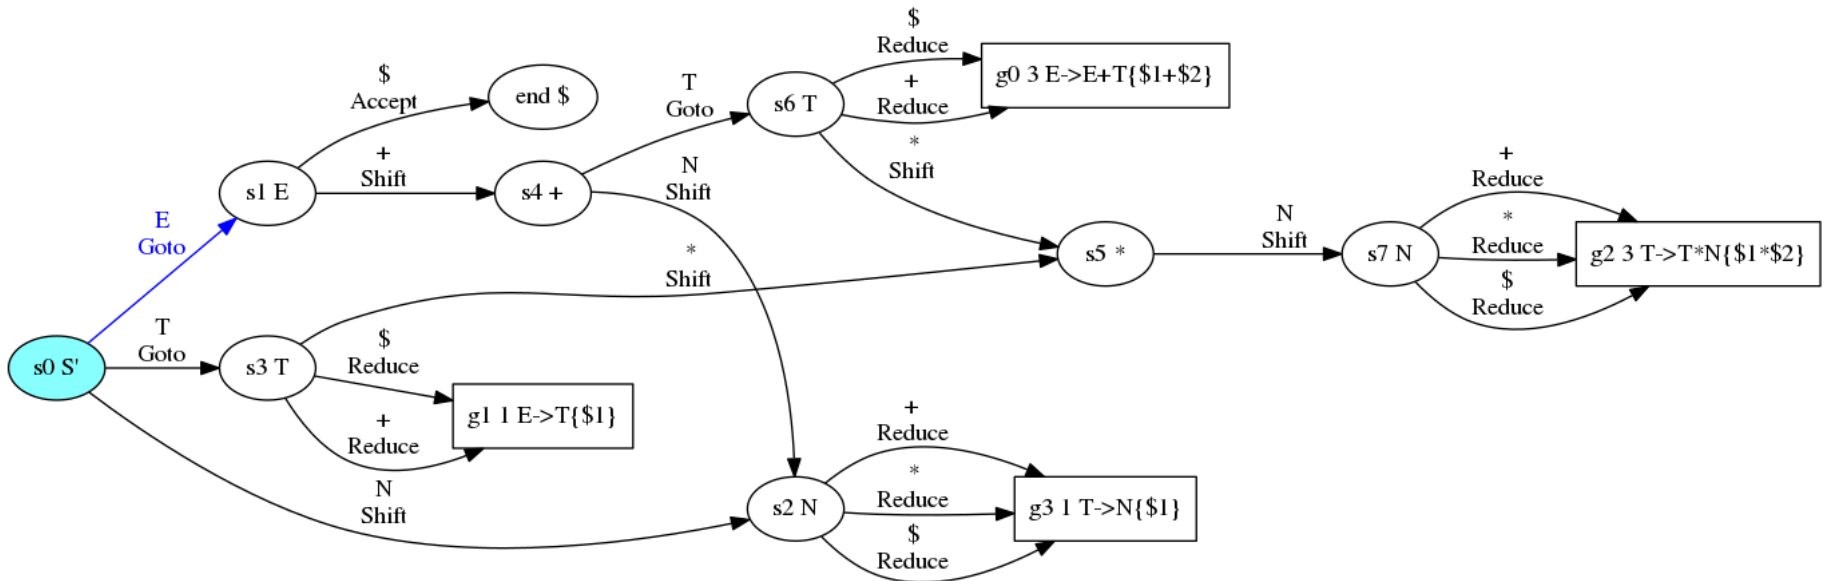 $
Reduce
g0 3 E->E+T{$1+$2}
+
Reduce
s6 T
T
Goto
$
Accept
end $
*
Shift
+
Shift
s1 E
s4 +
N
Shift
+
Reduce
E
Goto
*
Shift
s5 *
N
Shift
s7 N
*
Reduce
g2 3 T->T*N{$1*$2}
$
Reduce
s0 S'
T
Goto
s3 T
$
Reduce
g1 1 E->T{$1}
+
Reduce
N
Shift
+
Reduce
s2 N
*
Reduce
g3 1 T->N{$1}
$
Reduce